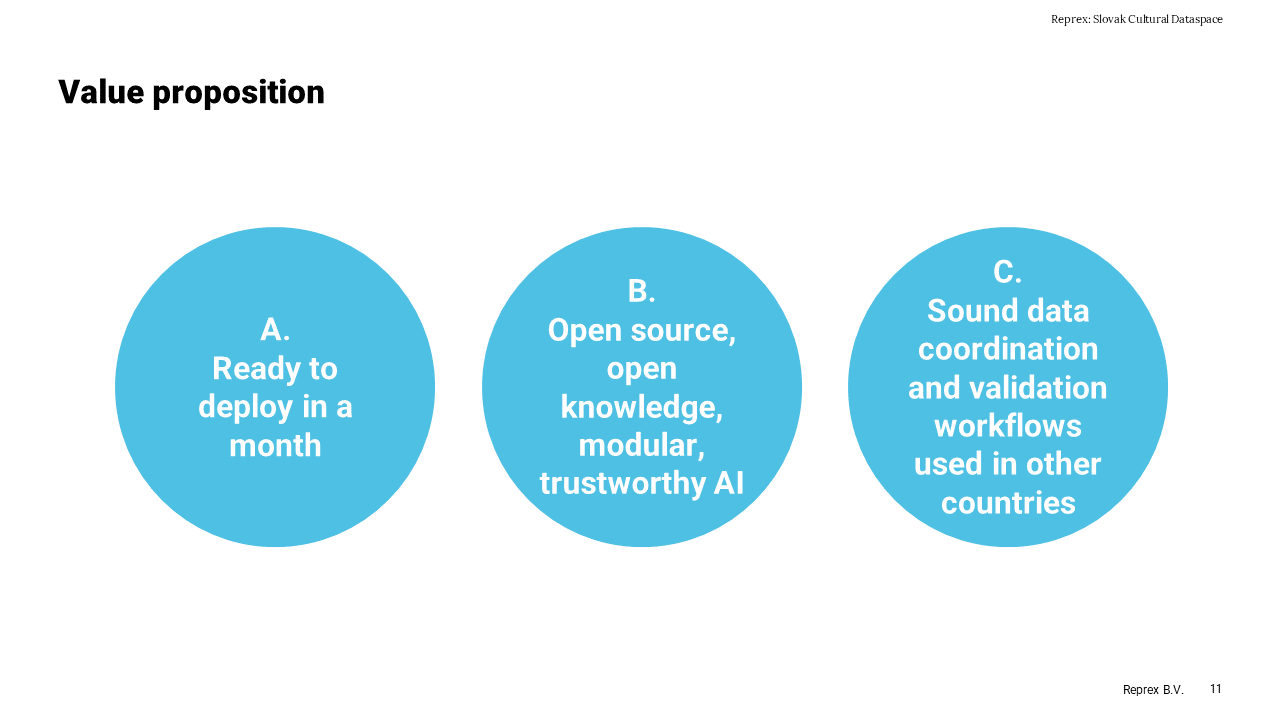 Reprex: Slovak Cultural Dataspace
Value proposition
A.
Ready to
deploy in a
month
B.
Open source,
open
knowledge,
modular,
trustworthy AI
C.
Sound data
coordination
and validation
workflows
used in other
countries
Reprex B.V.
11